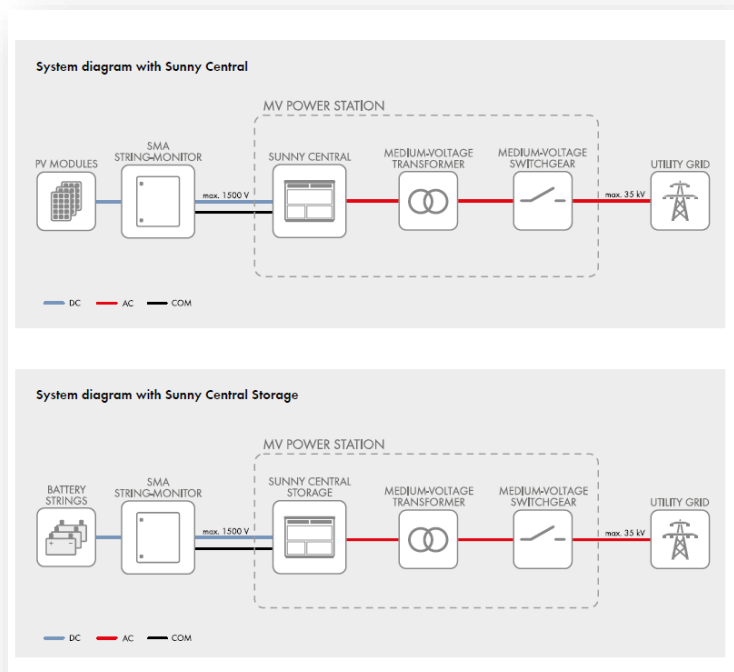 System diagram with Sunny Central
MV POWER STATION
PV MODULES
SMA
STRING-MONITOR
SUNNY CENTRAL
MEDIUM-VOLTAGE
TRANSFORMER
MEDIUM-VOLTAGE
SWITCHGEAR
UTILITY GRID
max. 1500 V
max. 35 kV
DC AC COM
System diagram with Sunny Central Storage
MV POWER STATION
BATTERY
STRINGS
SMA
STRING-MONITOR
SUNNY CENTRAL
STORAGE
MEDIUM-VOLTAGE
TRANSFORMER
MEDIUM-VOLTAGE
SWITCHGEAR
UTILITY GRID
max. 1500 V
max. 35 kV
DC AC COM